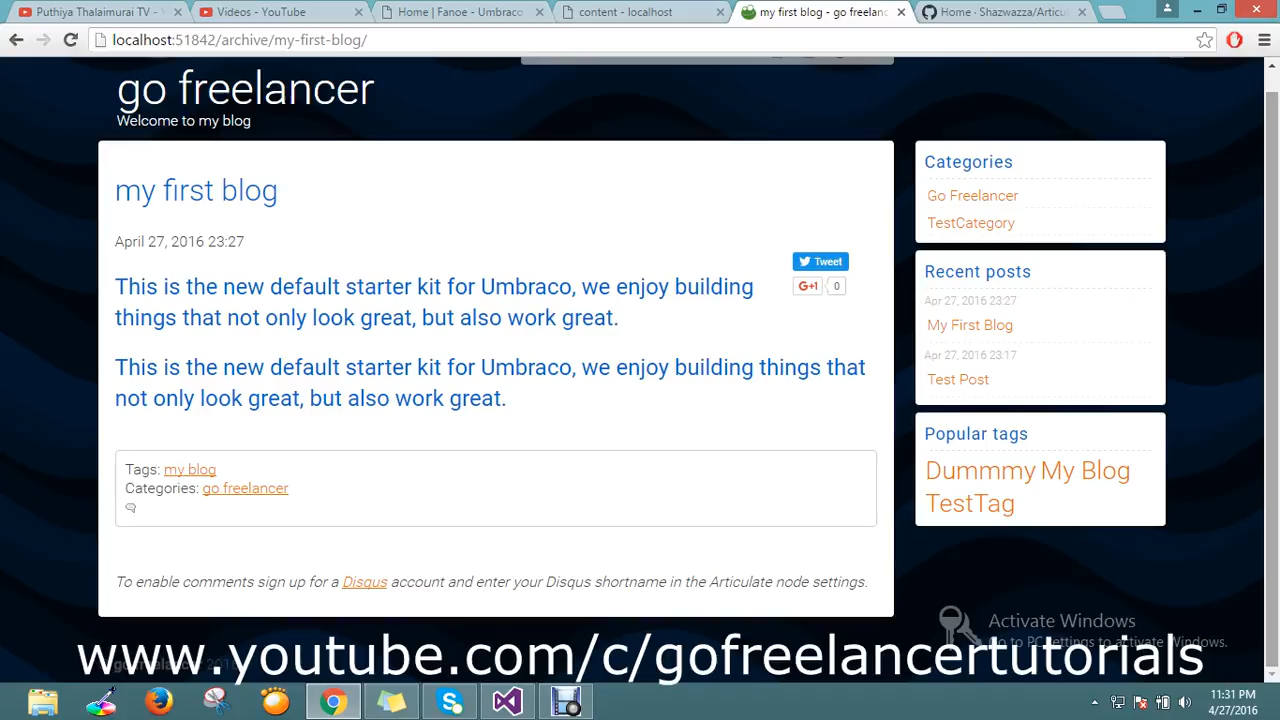 Puthiya Thalaimurai TV - Y
Videos - YouTube
Home | Fanoe - Umbraco
content - localhost
my first blog - go freelanc
Home · Shazwazza/Articul
localhost:51842/archive/my-first-blog/
go freelancer
Welcome to my blog
my first blog
April 27, 2016 23:27
Tweet
G+1
0
This is the new default starter kit for Umbraco, we enjoy building
things that not only look great, but also work great.
This is the new default starter kit for Umbraco, we enjoy building things that
not only look great, but also work great.
Tags: my blog
Categories: go freelancer
To enable comments sign up for a Disqus account and enter your Disqus shortname in the Articulate node settings.
Categories
Go Freelancer
TestCategory
Recent posts
Apr 27, 2016 23:27
My First Blog
Apr 27, 2016 23:17
Test Post
Popular tags
Dummmy My Blog
TestTag
Activate Windows
Go to PC settings to activate Windows.
www.youtube.com/c/gofreelancertutorials
11:31 PM
4/27/2016